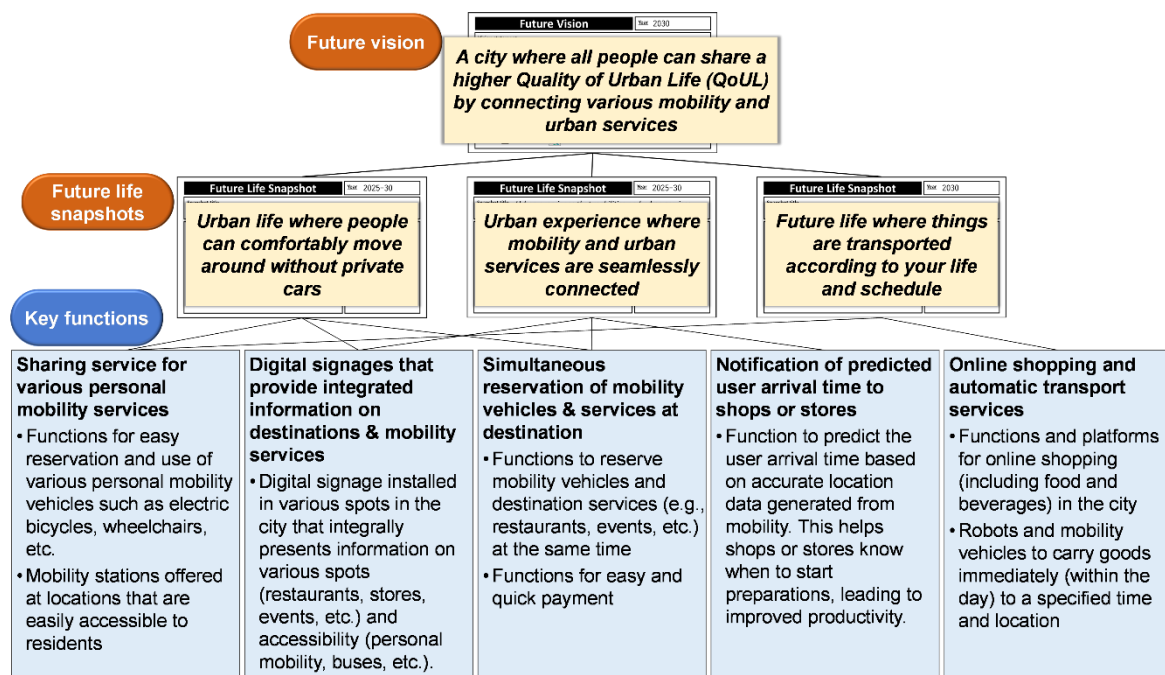 Future Vision
Year 2030
Future vision
A city where all people can share a
higher Quality of Urban Life (QoUL)
by connecting various mobility and
urban services
Future life
snapshots
Future Life Snapshot
Year 2025-30
Urban life where people
can comfortably move
around without private
cars
Future Life Snapshot
Year 2025-30
Urban experience where
mobility and urban
services are seamlessly
connected
Future Life Snapshot
Year 2030
Future life where things
are transported
according to your life
and schedule
Key functions
Sharing service for
various personal
mobility services
• Functions for easy
reservation and use of
various personal mobility
vehicles such as electric
bicycles, wheelchairs,
etc.
• Mobility stations offered
at locations that are
easily accessible to
residents
Digital signages that
provide integrated
information on
destinations & mobility
services
• Digital signage installed
in various spots in the
city that integrally
presents information on
various spots
(restaurants, stores,
events, etc.) and
accessibility (personal
mobility, buses, etc.).
Simultaneous
reservation of mobility
vehicles & services at
destination
• Functions to reserve
mobility vehicles and
destination services (e.g.,
restaurants, events, etc.)
at the same time
• Functions for easy and
quick payment
Notification of predicted
user arrival time to
shops or stores
• Function to predict the
user arrival time based
on accurate location
data generated from
mobility. This helps
shops or stores know
when to start
preparations, leading to
improved productivity.
Online shopping and
automatic transport
services
• Functions and platforms
for online shopping
(including food and
beverages) in the city
• Robots and mobility
vehicles to carry goods
immediately (within the
day) to a specified time
and location